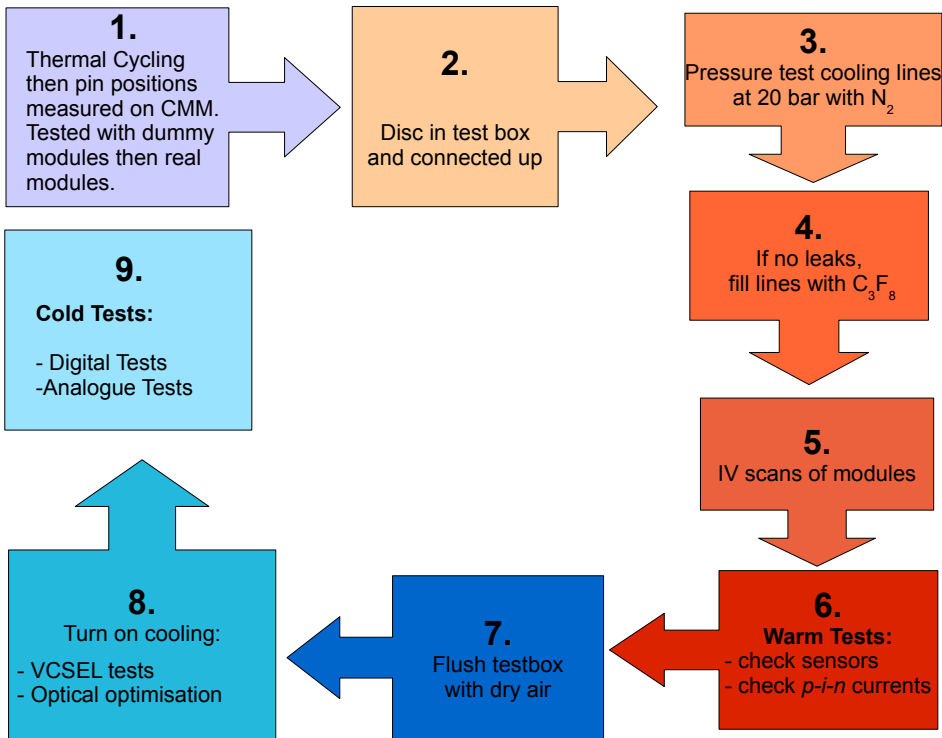 1.
Thermal Cycling
then pin positions
measured on CMM.
Tested with dummy
modules then real
modules.
2.
Disc in test box
and connected up
3.
Pressure test cooling lines
at 20 bar with N₂
4.
If no leaks,
fill lines with C₃F₈
5.
IV scans of modules
6.
Warm Tests:
- check sensors
- check p-i-n currents
7.
Flush testbox
with dry air
8.
Turn on cooling:
- VCSEL tests
- Optical optimisation
9.
Cold Tests:
- Digital Tests
-Analogue Tests